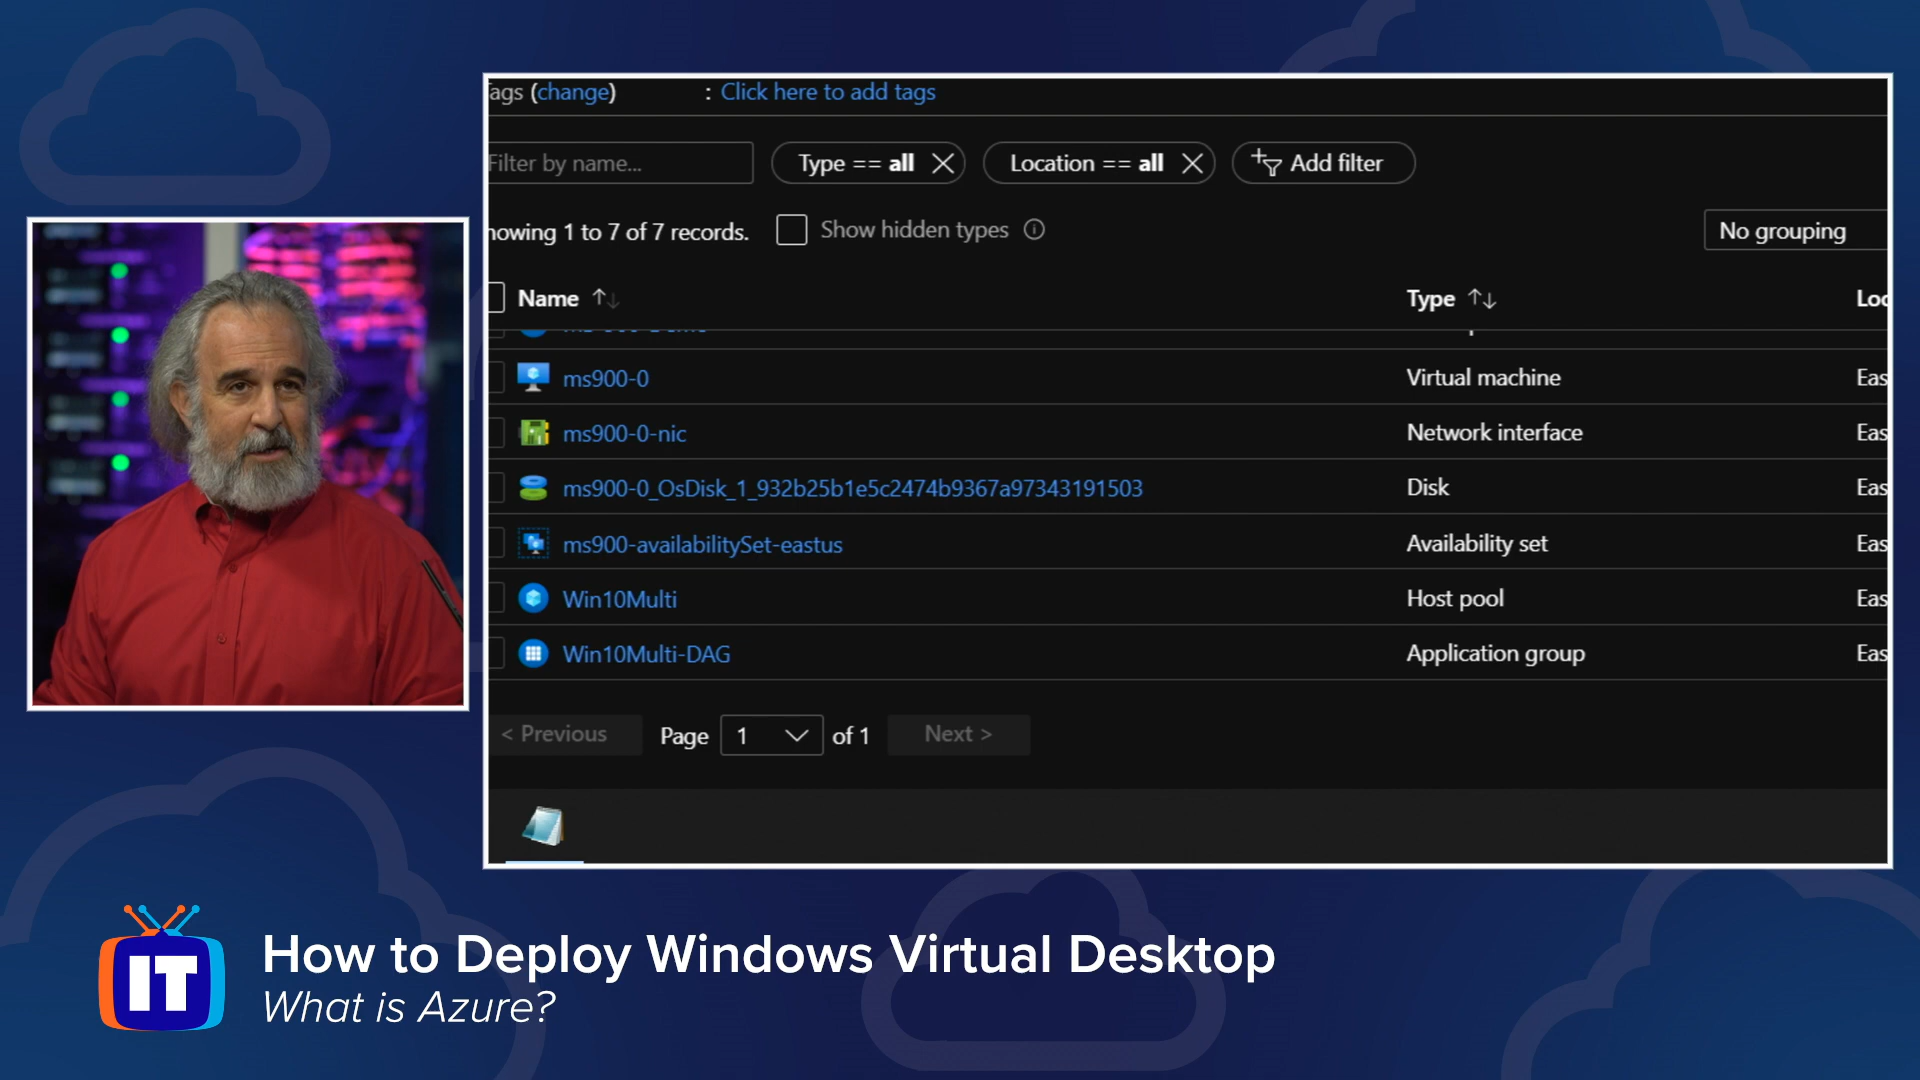 Tags (change) : Click here to add tags
Filter by name...
Type == all
Location == all
Add filter
howing 1 to 7 of 7 records.
Show hidden types
No grouping
Name
Type
Loc
ms900-0
Virtual machine
Eas
ms900-0-nic
Network interface
Eas
ms900-0_OsDisk_1_932b25b1e5c2474b9367a97343191503
Disk
Eas
ms900-availabilitySet-eastus
Availability set
Eas
Win10Multi
Host pool
Eas
Win10Multi-DAG
Application group
Eas
< Previous
Page 1 of 1
Next >
IT
How to Deploy Windows Virtual Desktop
What is Azure?